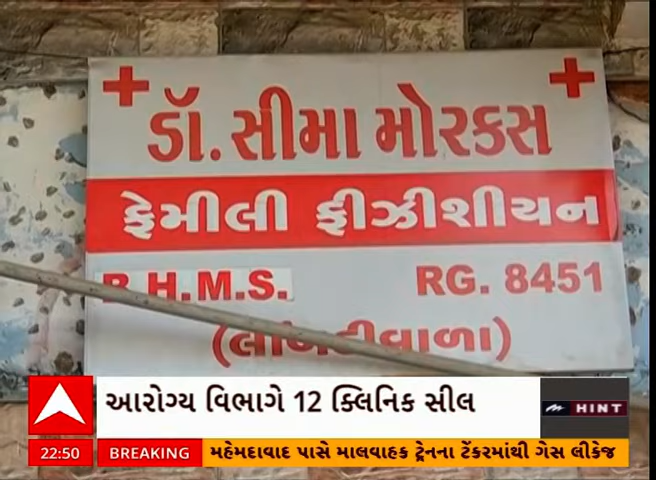 ડૉ. સીમા મોરકસ
ફેમીલી ફીઝીશીયન
B.H.M.S. RG. 8451
આરોગ્ય વિભાગે 12 ક્લિનિક સીલ
HINT
22:50 BREAKING મહેમદાવાદ પાસે માલવાહક ટ્રેનના ટેંકરમાંથી ગેસ લીકેજ